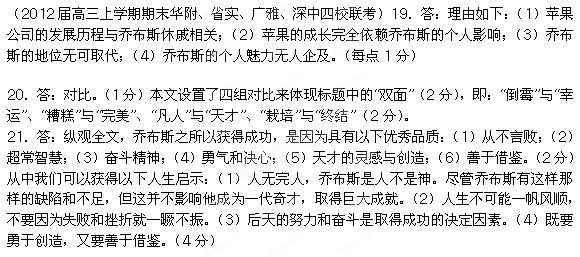 （2012届高三上学期期末华附、省实、广雅、深中四校联考）19．答：理由如下：（1）苹果
公司的发展历程与乔布斯休戚相关；（2）苹果的成长完全依赖乔布斯的个人影响；（3）乔布
斯的地位无可取代；（4）乔布斯的个人魅力无人企及。（每点1分）
20．答：对比。（1分）本文设置了四组对比来体现标题中的“双面”（2分），即：“倒霉”与“幸
运”、“糟糕”与“完美”、“凡人”与“天才”、“栽培”与“终结”（2分）。
21．答：纵观全文，乔布斯之所以获得成功，是因为具有以下优秀品质：（1）从不言败；（2）
超常智慧；（3）奋斗精神；（4）勇气和决心；（5）天才的灵感与创造；（6）善于借鉴。（2分）
从中我们可以获得以下人生启示：（1）人无完人，乔布斯是人不是神。尽管乔布斯有这样那
样的缺陷和不足，但这并不影响他成为一代奇才，取得巨大成就。（2）人生不可能一帆风顺，
不要因为失败和挫折就一蹶不振。（3）后天的努力和奋斗是取得成功的决定因素。（4）既要
勇于创造，又要善于借鉴。（4分）